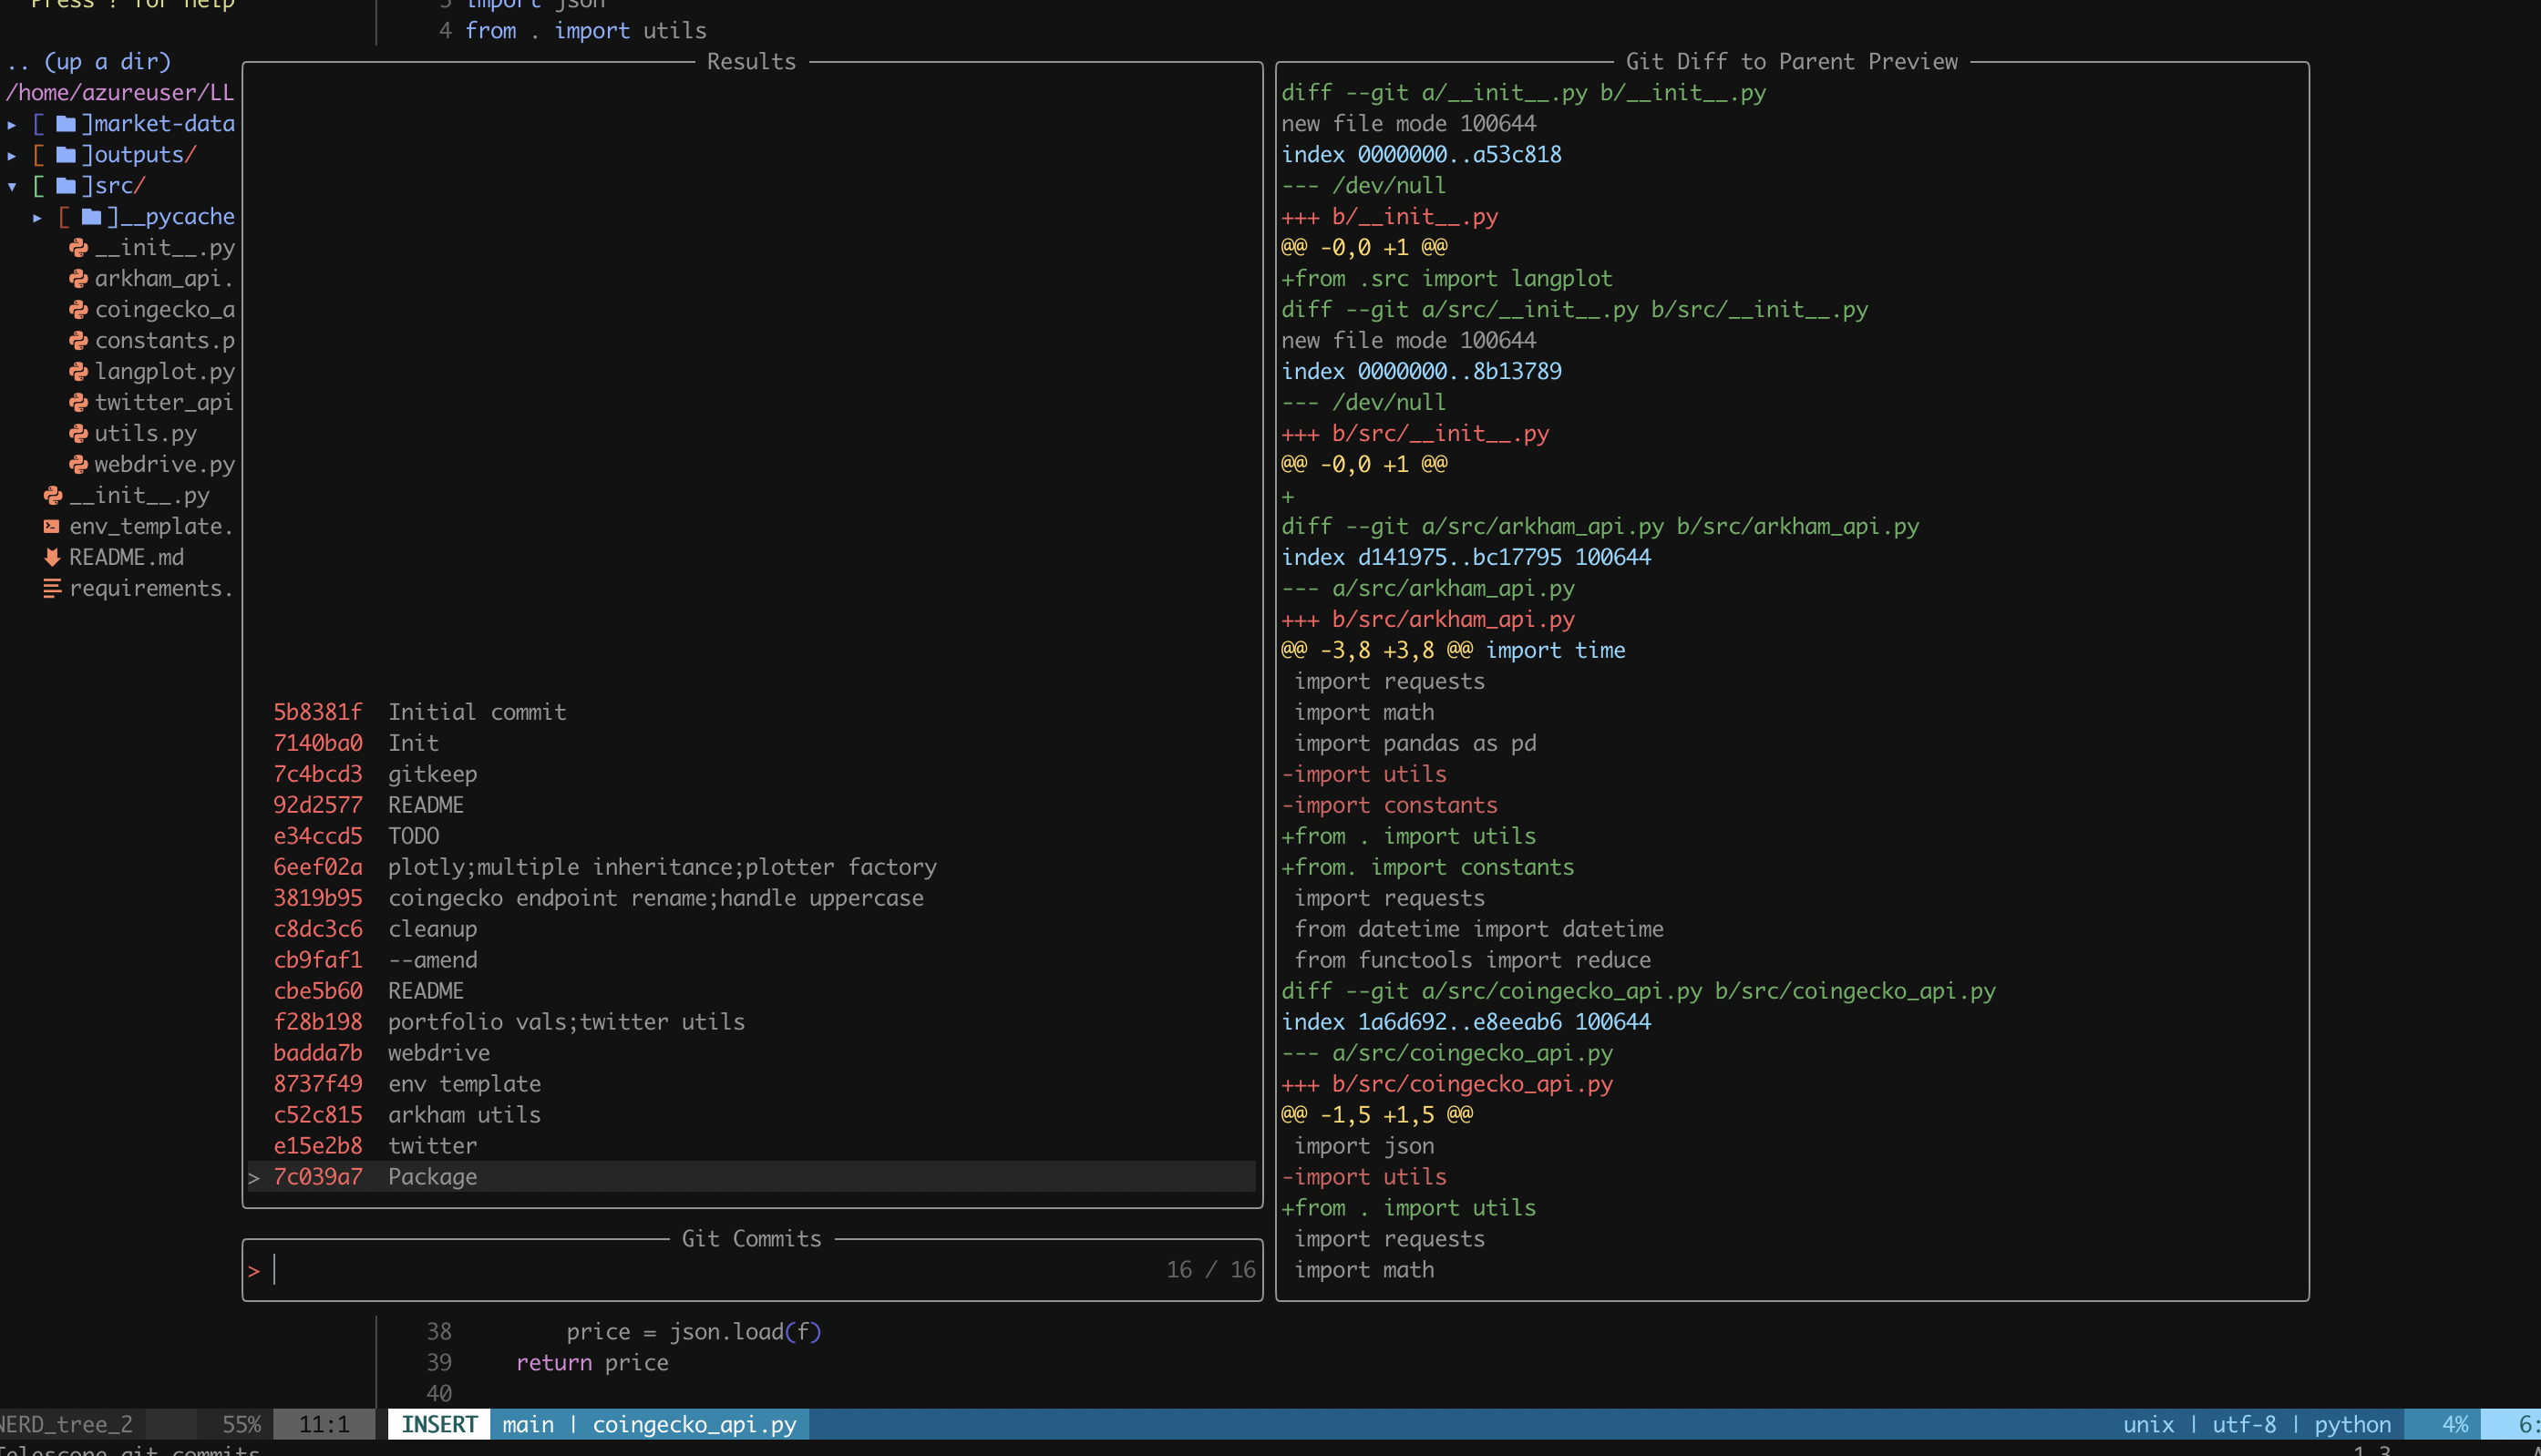 Press ? for help
3 import json
4 from . import utils
.. (up a dir)
/home/azureuser/LL
▸ [ ]market-data
▸ [ ]outputs/
▾ [ ]src/
▸ [ ]__pycache
__init__.py
arkham_api.
coingecko_a
constants.p
langplot.py
twitter_api
utils.py
webdrive.py
__init__.py
env_template.
README.md
requirements.
Results
5b8381f Initial commit
7140ba0 Init
7c4bcd3 gitkeep
92d2577 README
e34ccd5 TODO
6eef02a plotly;multiple inheritance;plotter factory
3819b95 coingecko endpoint rename;handle uppercase
c8dc3c6 cleanup
cb9faf1 --amend
cbe5b60 README
f28b198 portfolio vals;twitter utils
badda7b webdrive
8737f49 env template
c52c815 arkham utils
e15e2b8 twitter
> 7c039a7 Package
Git Commits
> 16 / 16
Git Diff to Parent Preview
diff --git a/__init__.py b/__init__.py
new file mode 100644
index 0000000..a53c818
--- /dev/null
+++ b/__init__.py
@@ -0,0 +1 @@
+from .src import langplot
diff --git a/src/__init__.py b/src/__init__.py
new file mode 100644
index 0000000..8b13789
--- /dev/null
+++ b/src/__init__.py
@@ -0,0 +1 @@
+
diff --git a/src/arkham_api.py b/src/arkham_api.py
index d141975..bc17795 100644
--- a/src/arkham_api.py
+++ b/src/arkham_api.py
@@ -3,8 +3,8 @@ import time
import requests
import math
import pandas as pd
-import utils
-import constants
+from . import utils
+from. import constants
import requests
from datetime import datetime
from functools import reduce
diff --git a/src/coingecko_api.py b/src/coingecko_api.py
index 1a6d692..e8eeab6 100644
--- a/src/coingecko_api.py
+++ b/src/coingecko_api.py
@@ -1,5 +1,5 @@
import json
-import utils
+from . import utils
import requests
import math
38 price = json.load(f)
39 return price
40
NERD_tree_2 55% 11:1 INSERT main | coingecko_api.py unix | utf-8 | python 4% 6:
Telescope git_commits 1,3